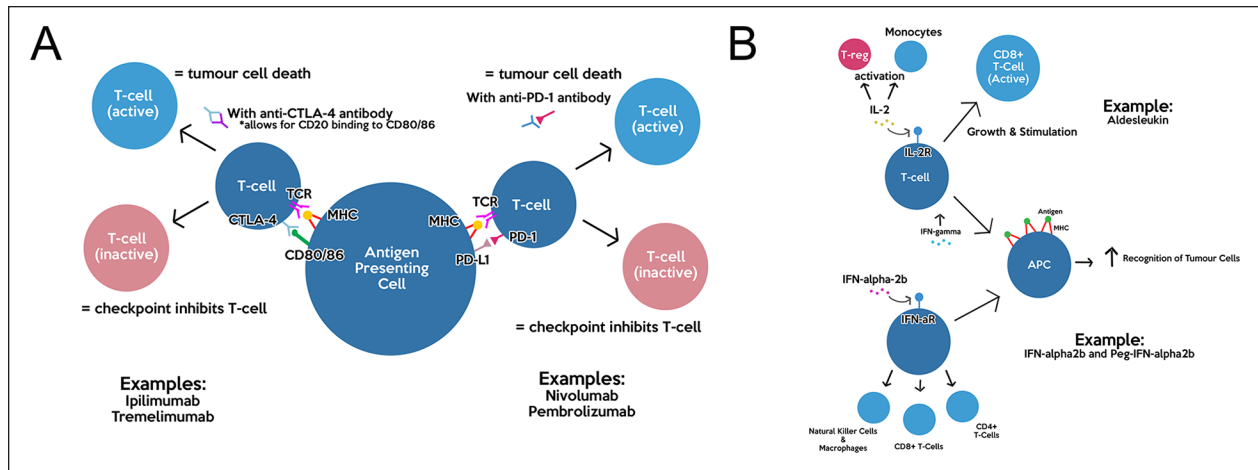 A
T-cell
(active)
= tumour cell death
With anti-CTLA-4 antibody
*allows for CD20 binding to CD80/86
T-cell
TCR
MHC
CTLA-4
CD80/86
T-cell
(inactive)
= checkpoint inhibits T-cell
Antigen
Presenting
Cell
= tumour cell death
With anti-PD-1 antibody
T-cell
(active)
TCR
MHC
T-cell
PD-1
PD-L1
T-cell
(inactive)
= checkpoint inhibits T-cell
Examples:
Ipilimumab
Tremelimumab
Examples:
Nivolumab
Pembrolizumab
B
Monocytes
T-reg
activation
IL-2
CD8+
T-Cell
(Active)
Growth & Stimulation
Example:
Aldesleukin
IL-2R
T-cell
IFN-gamma
Antigen
MHC
APC
Recognition of Tumour Cells
IFN-alpha-2b
IFN-aR
Example:
IFN-alpha2b and Peg-IFN-alpha2b
Natural Killer Cells
&
Macrophages
CD8+ T-Cells
CD4+
T-Cells